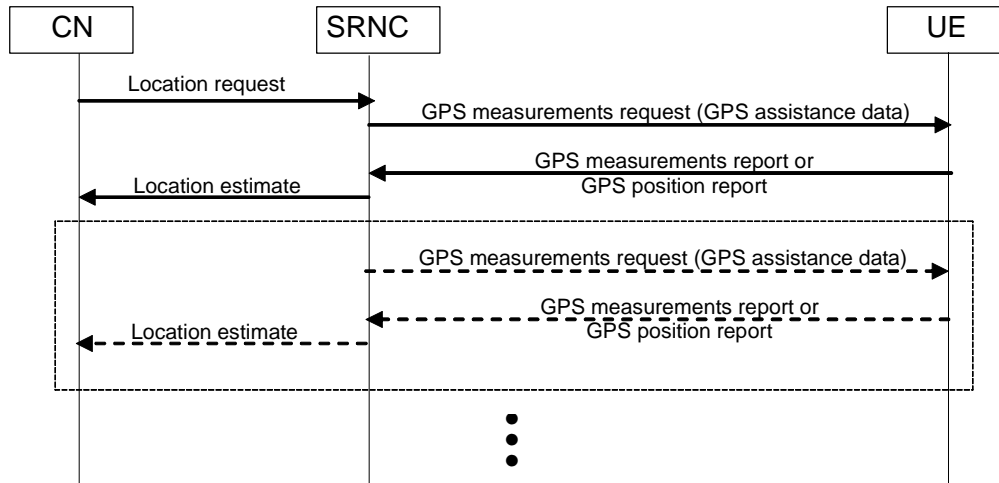 CN
SRNC
UE
Location request
GPS measurements request (GPS assistance data)
GPS measurements report or
GPS position report
Location estimate
GPS measurements request (GPS assistance data)
GPS measurements report or
GPS position report
Location estimate